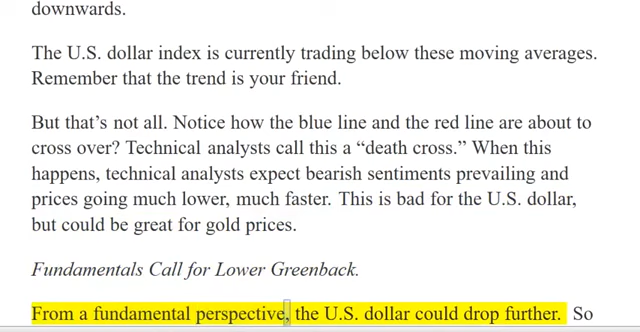 downwards.
The U.S. dollar index is currently trading below these moving averages.
Remember that the trend is your friend.
But that’s not all. Notice how the blue line and the red line are about to
cross over? Technical analysts call this a “death cross.” When this
happens, technical analysts expect bearish sentiments prevailing and
prices going much lower, much faster. This is bad for the U.S. dollar,
but could be great for gold prices.
Fundamentals Call for Lower Greenback.
From a fundamental perspective, the U.S. dollar could drop further. So